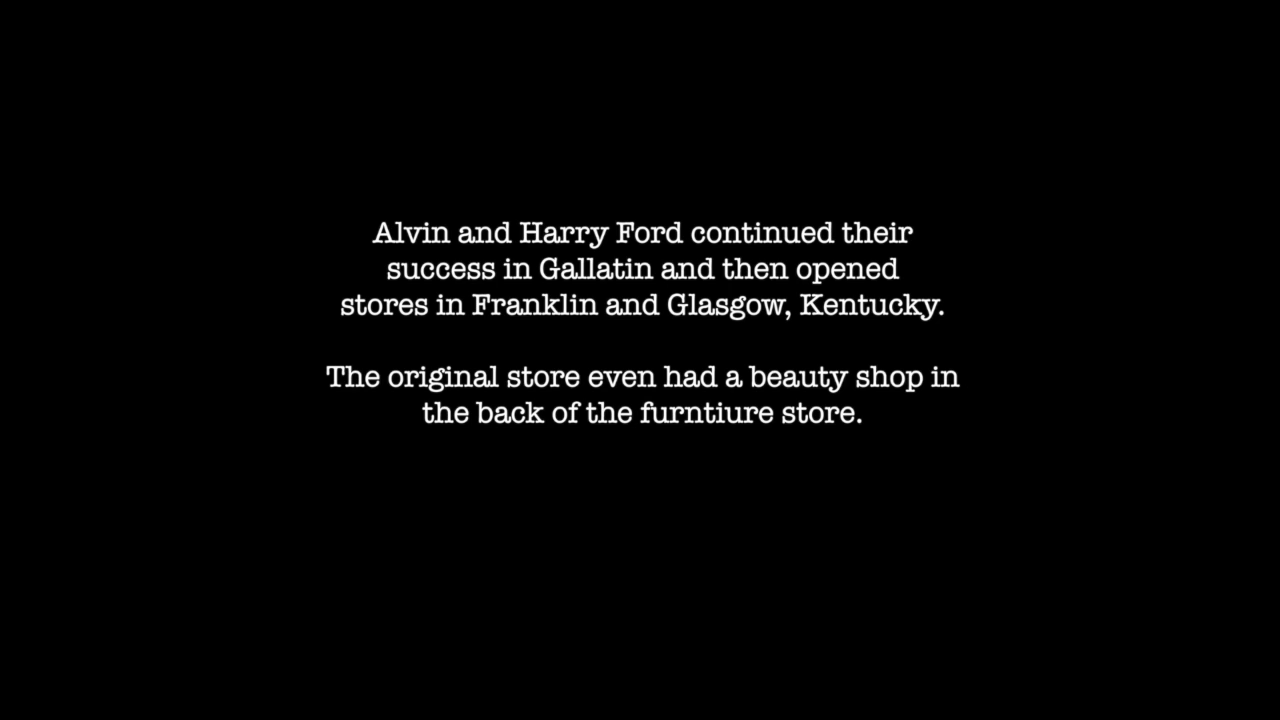 Alvin and Harry Ford continued their
success in Gallatin and then opened
stores in Franklin and Glasgow, Kentucky.
The original store even had a beauty shop in
the back of the furntiure store.